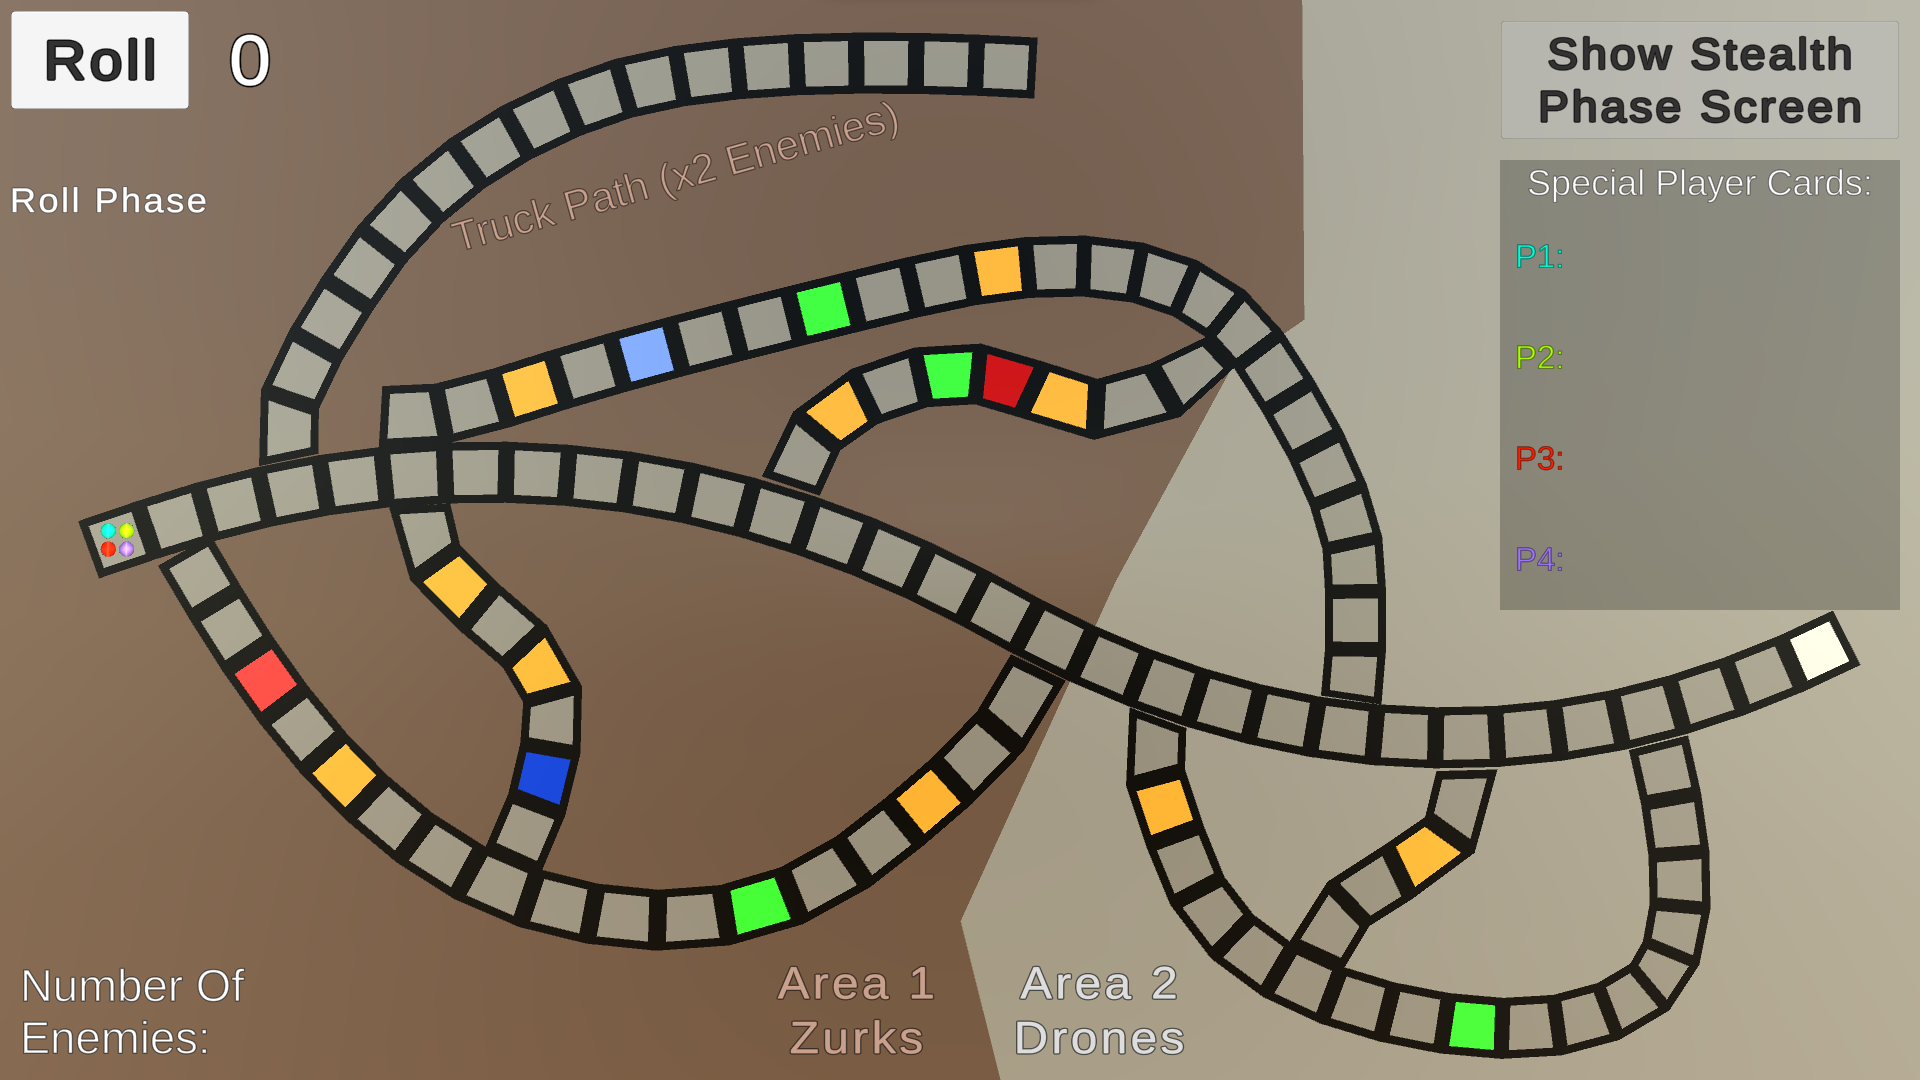 Roll 0
Show Stealth
Phase Screen
Roll Phase
Truck Path (x2 Enemies)
Special Player Cards:
P1:
P2:
P3:
P4:
Number Of
Enemies:
Area 1
Zurks
Area 2
Drones